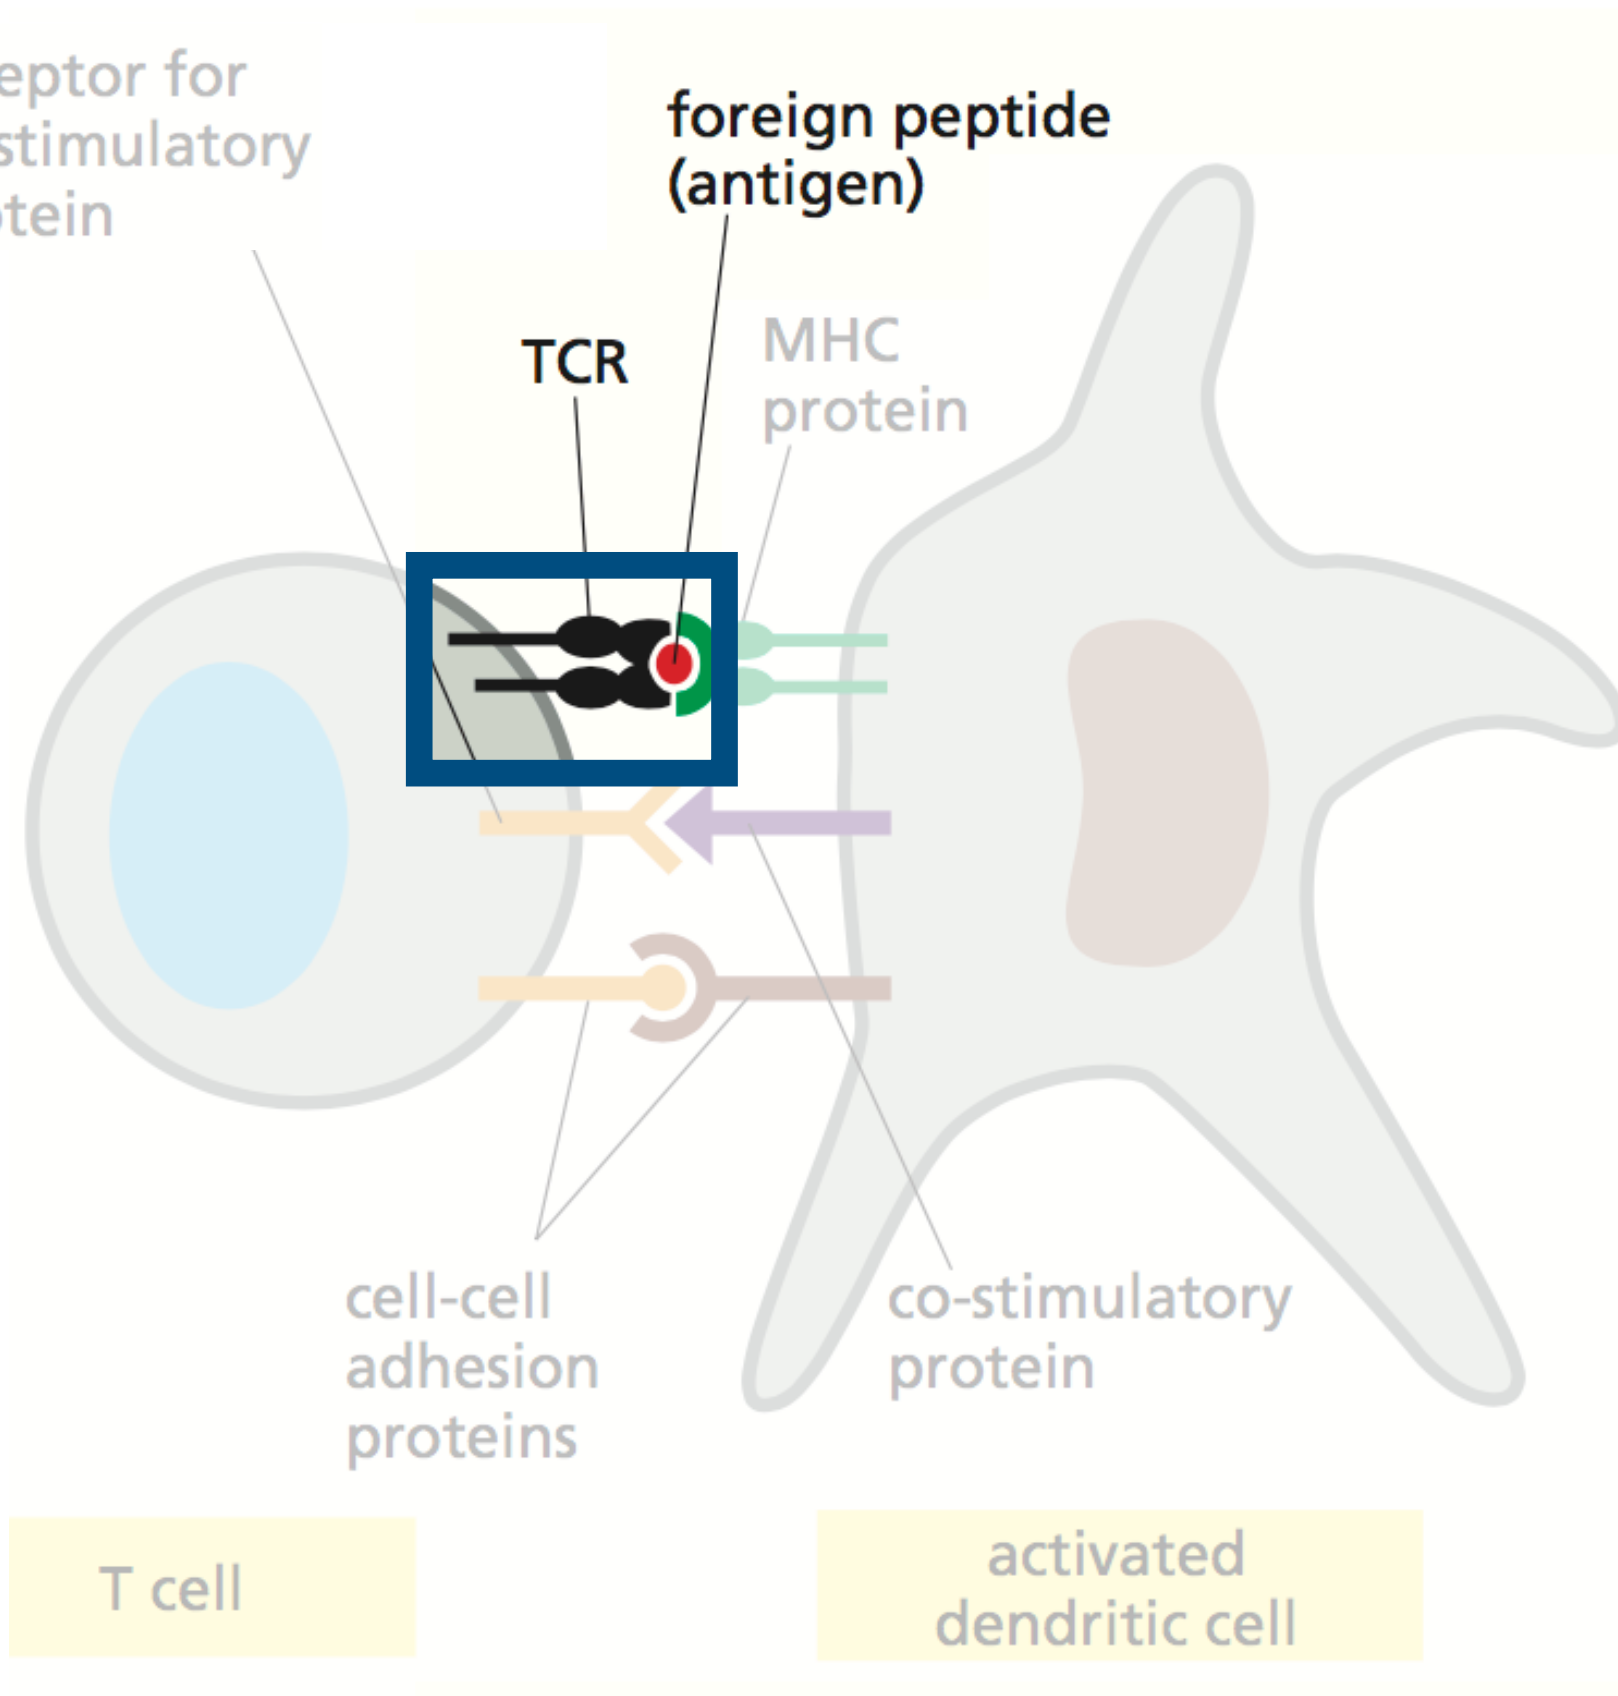 eptor for
stimulatory
tein
foreign peptide
(antigen)
TCR
MHC
protein
cell-cell
adhesion
proteins
co-stimulatory
protein
T cell
activated
dendritic cell